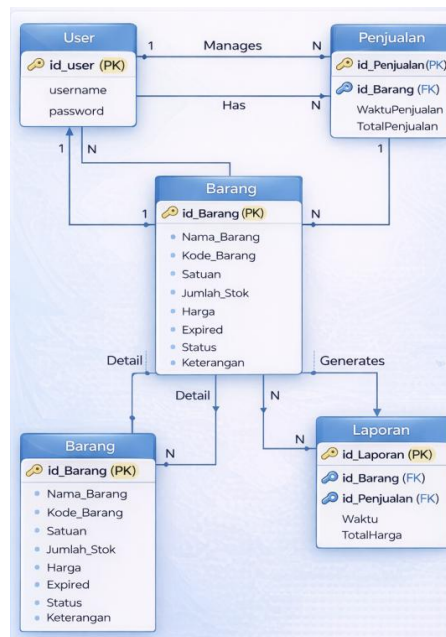 User
id_user (PK)
username
password
1 Manages N
Has N
Penjualan
id_Penjualan(PK)
id_Barang (FK)
WaktuPenjualan
TotalPenjualan
1 N
1
Barang
1 id_Barang (PK) N
Nama_Barang
Kode_Barang
Satuan
Jumlah_Stok
Harga
Expired
Status
Keterangan
Detail
Generates
Detail
N
N
N
Barang
id_Barang (PK)
Nama_Barang
Kode_Barang
Satuan
Jumlah_Stok
Harga
Expired
Status
Keterangan
Laporan
id_Laporan (PK)
id_Barang (FK)
id_Penjualan (FK)
Waktu
TotalHarga